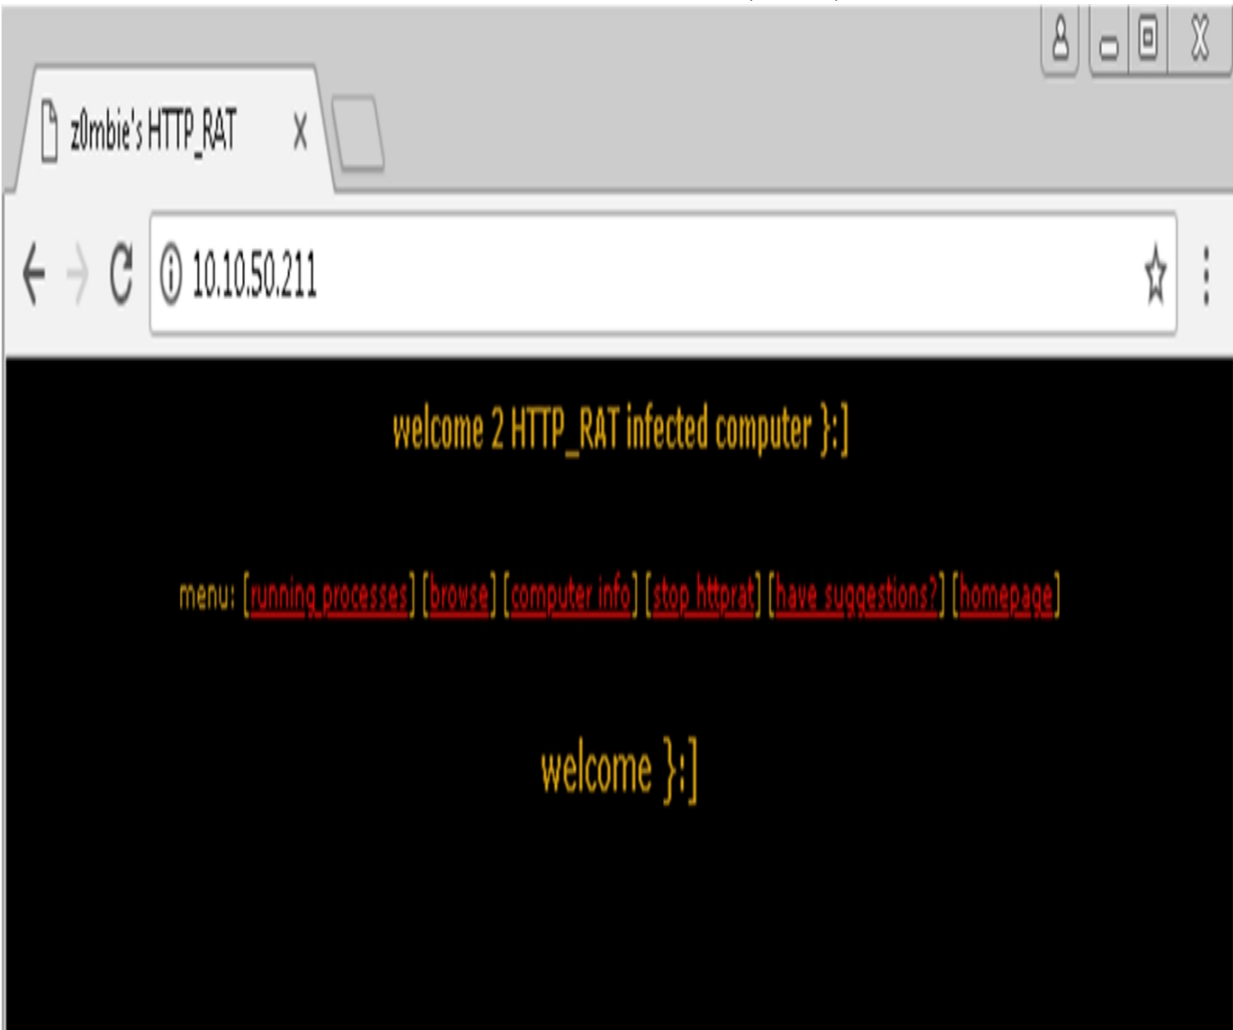 z0mbie's HTTP_RAT
10.10.50.211
welcome 2 HTTP_RAT infected computer }:]
menu: [running processes] [browse] [computer info] [stop httprat] [have suggestions?] [homepage]
welcome }:]